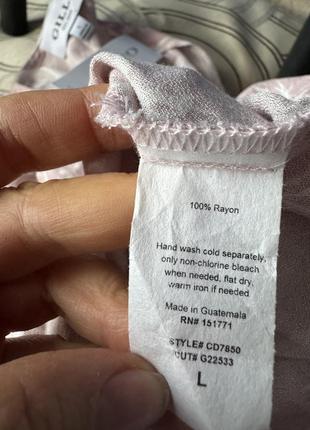 GILLI
100% Rayon
Hand wash cold separately,
only non-chlorine bleach
when needed, flat dry,
warm iron if needed
Made in Guatemala
RN# 151771
STYLE# CD7850
CUT# G22533
L